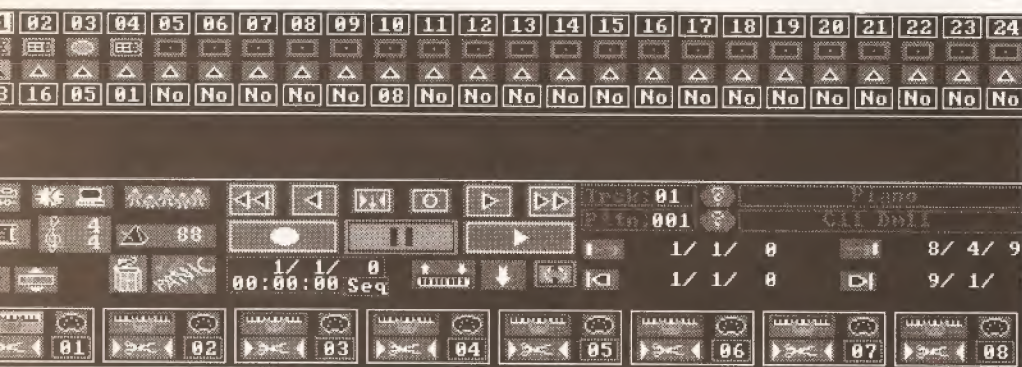 02 03 04 05 06 07 08 09 10 11 12 13 14 15 16 17 18 19 20 21 22 23 24
16 05 01 No No No No No 08 No No No No No No No No No No No No No No
Trck: 01 ? Piano
4
4
88
Pttn. 001 ?
1/ 1/ 0 8/ 4/ 9
PANIC
1/ 1/ 0
00:00:00 Seq
1/ 1/ 0 9/ 1/
01 02 03 04 05 06 07 08